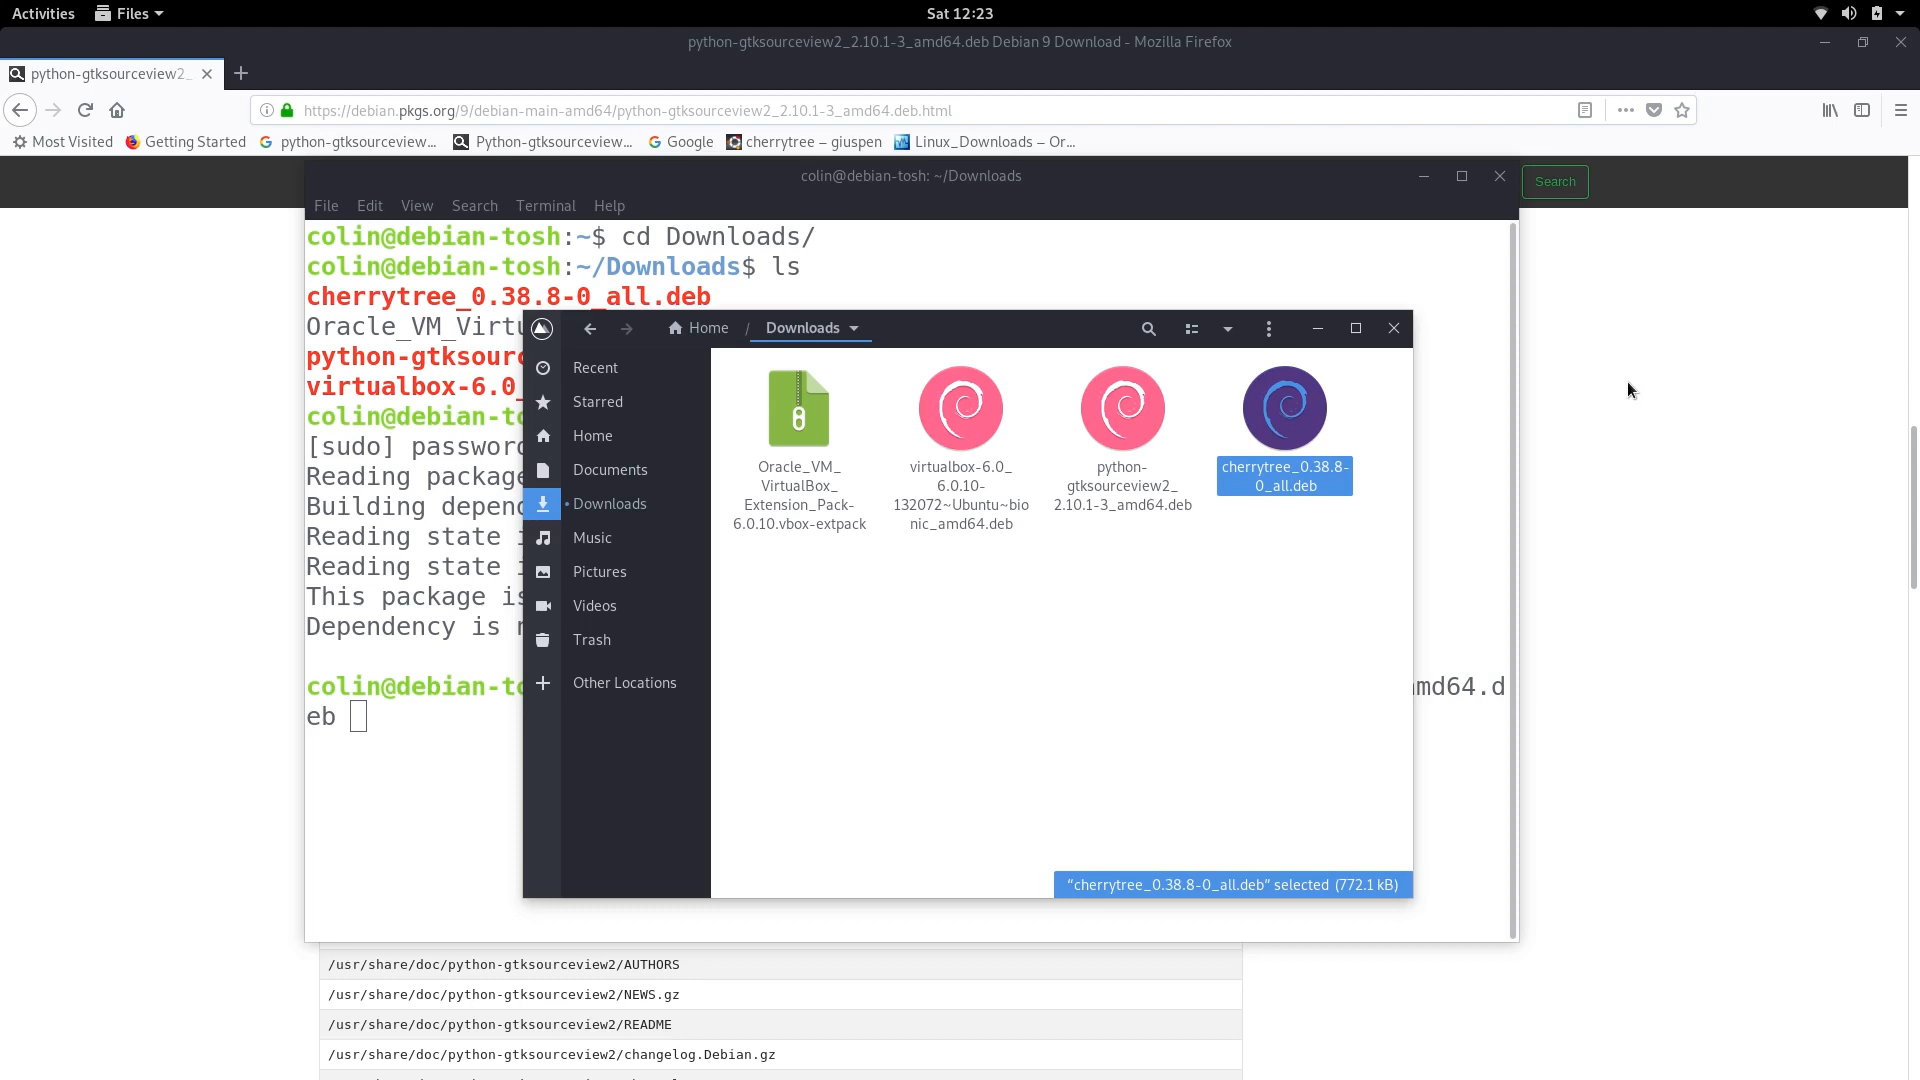 Activities Files Sat 12:23
python-gtksourceview2_2.10.1-3_amd64.deb Debian 9 Download - Mozilla Firefox
python-gtksourceview2_
https://debian.pkgs.org/9/debian-main-amd64/python-gtksourceview2_2.10.1-3_amd64.deb.html
Most Visited Getting Started python-gtksourceview... Python-gtksourceview... Google cherrytree – giuspen Linux_Downloads – Or...
colin@debian-tosh: ~/Downloads
Search
File Edit View Search Terminal Help
colin@debian-tosh:~$ cd Downloads/
colin@debian-tosh:~/Downloads$ ls
cherrytree_0.38.8-0_all.deb
Oracle_VM_Virtu
python-gtksourc
virtualbox-6.0_
colin@debian-to
[sudo] password
Reading package
Building depend
Reading state i
Reading state i
This package is
Dependency is
colin@debian-to
amd64.d
eb
Home / Downloads
Recent
Starred
Home
Documents
Downloads
Music
Pictures
Videos
Trash
Other Locations
Oracle_VM_
VirtualBox_
Extension_Pack-
6.0.10.vbox-extpack
virtualbox-6.0_
6.0.10-
132072~Ubuntu~bio
nic_amd64.deb
python-
gtksourceview2_
2.10.1-3_amd64.deb
cherrytree_0.38.8-
0_all.deb
“cherrytree_0.38.8-0_all.deb” selected (772.1 kB)
/usr/share/doc/python-gtksourceview2/AUTHORS
/usr/share/doc/python-gtksourceview2/NEWS.gz
/usr/share/doc/python-gtksourceview2/README
/usr/share/doc/python-gtksourceview2/changelog.Debian.gz